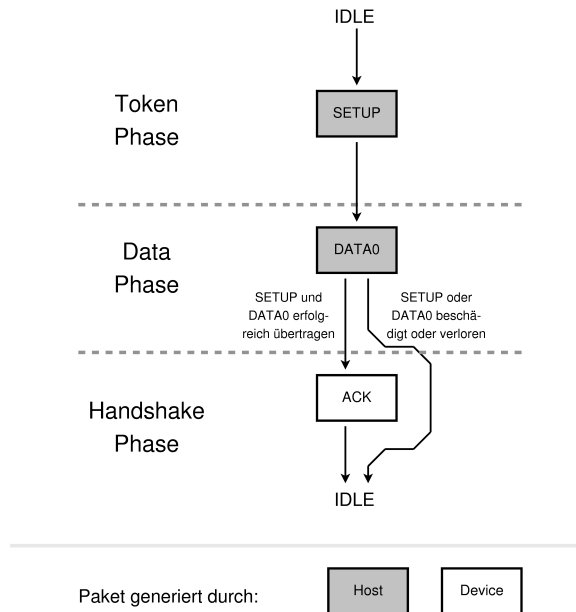 IDLE
Token
Phase
SETUP
Data
Phase
DATA0
SETUP und
DATA0 erfolg-
reich übertragen
SETUP oder
DATA0 beschä-
digt oder verloren
Handshake
Phase
ACK
IDLE
Paket generiert durch:
Host
Device